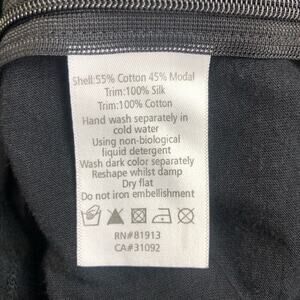 Shell:55% Cotton 45% Modal
Trim:100% Silk
Trim:100% Cotton
Hand wash separately in
cold water
Using non-biological
liquid detergent
Wash dark color separately
Reshape whilst damp
Dry flat
Do not iron embellishment
RN#81913
CA#31092